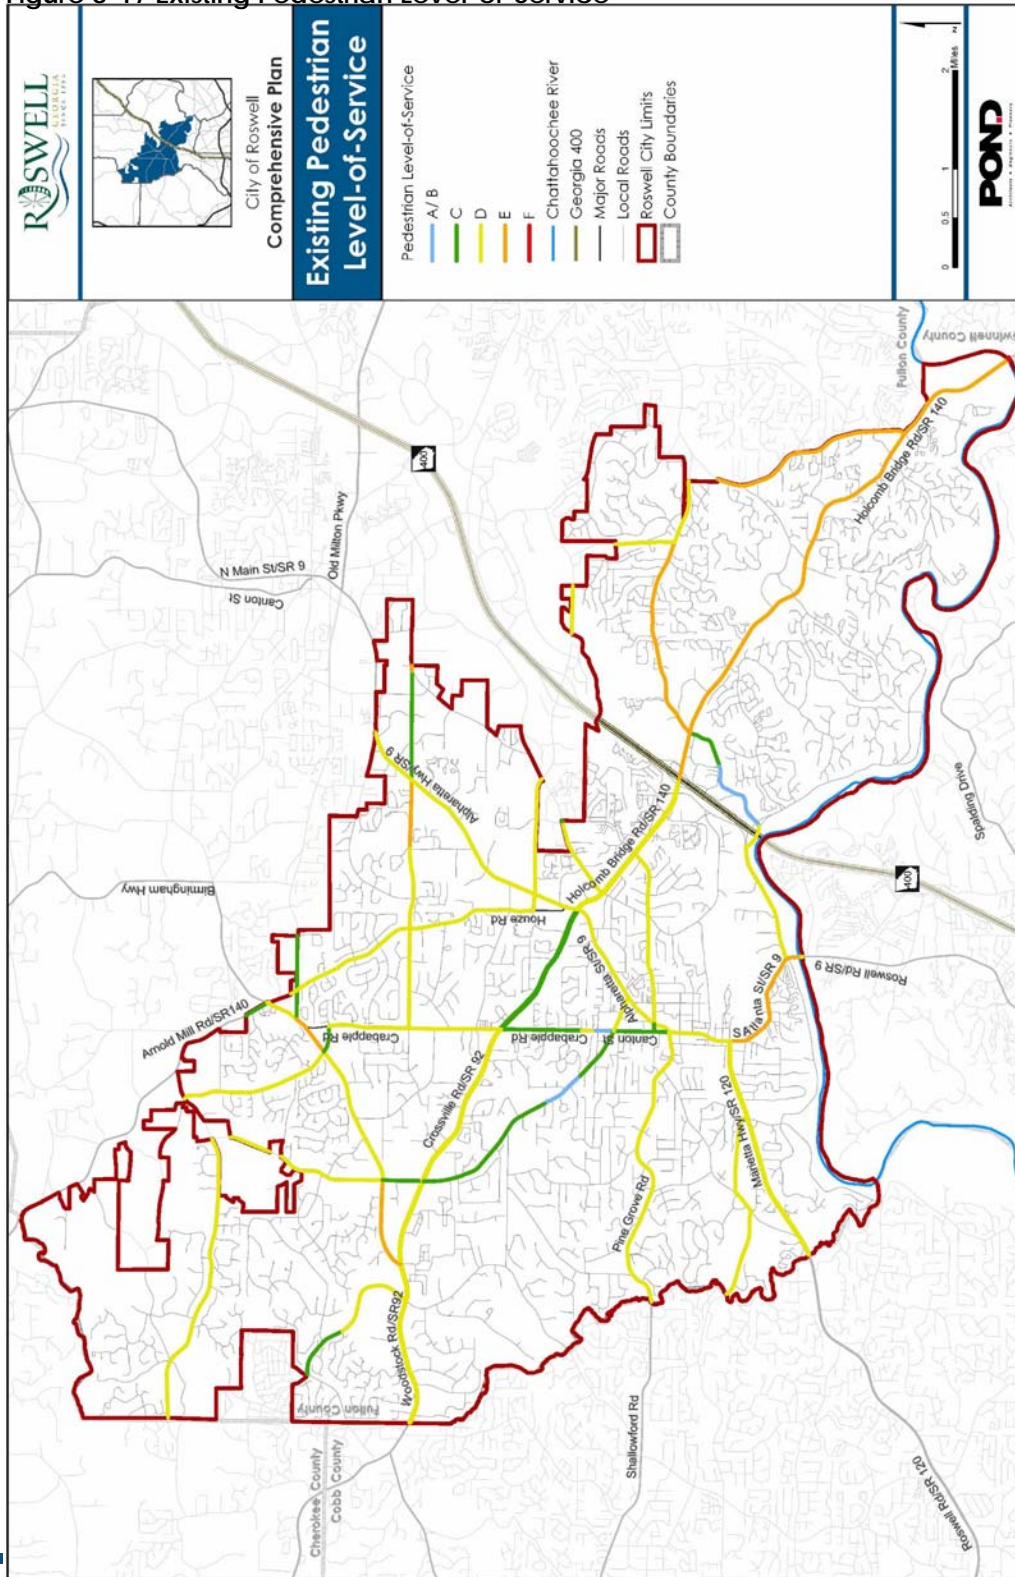 ROSWELL
GEORGIA
City of Roswell
Comprehensive Plan
Existing Pedestrian
Level-of-Service
Pedestrian Level-of-Service
A/B
C
D
E
F
Chattahoochee River
Georgia 400
Major Roads
Local Roads
Roswell City Limits
County Boundaries
0 0.5 1 2
Miles
N
POND
Architects • Engineers • Planners
400
N Main St/SR 9
Canton St
Old Milton Pkwy
Birmingham Hwy
Alpharetta Hwy/SR 9
Alpharetta
Arnold Mill Rd/SR140
Houze Rd
Holcomb Bridge Rd/SR 140
Holcomb Bridge Rd/SR 140
Fulton County
Gwinnett County
Crabapple Rd
Crossville Rd/SR 92
Crabapple Rd
Canton St
Alpharetta St/SR 9
S Atlanta St/SR 9
Roswell Rd/SR 9
400
Spalding Drive
Woodstock Rd/SR92
Pine Grove Rd
Marietta Hwy/SR 120
Fulton County
Cherokee County
Cobb County
Shallowford Rd
Roswell Rd/SR 120